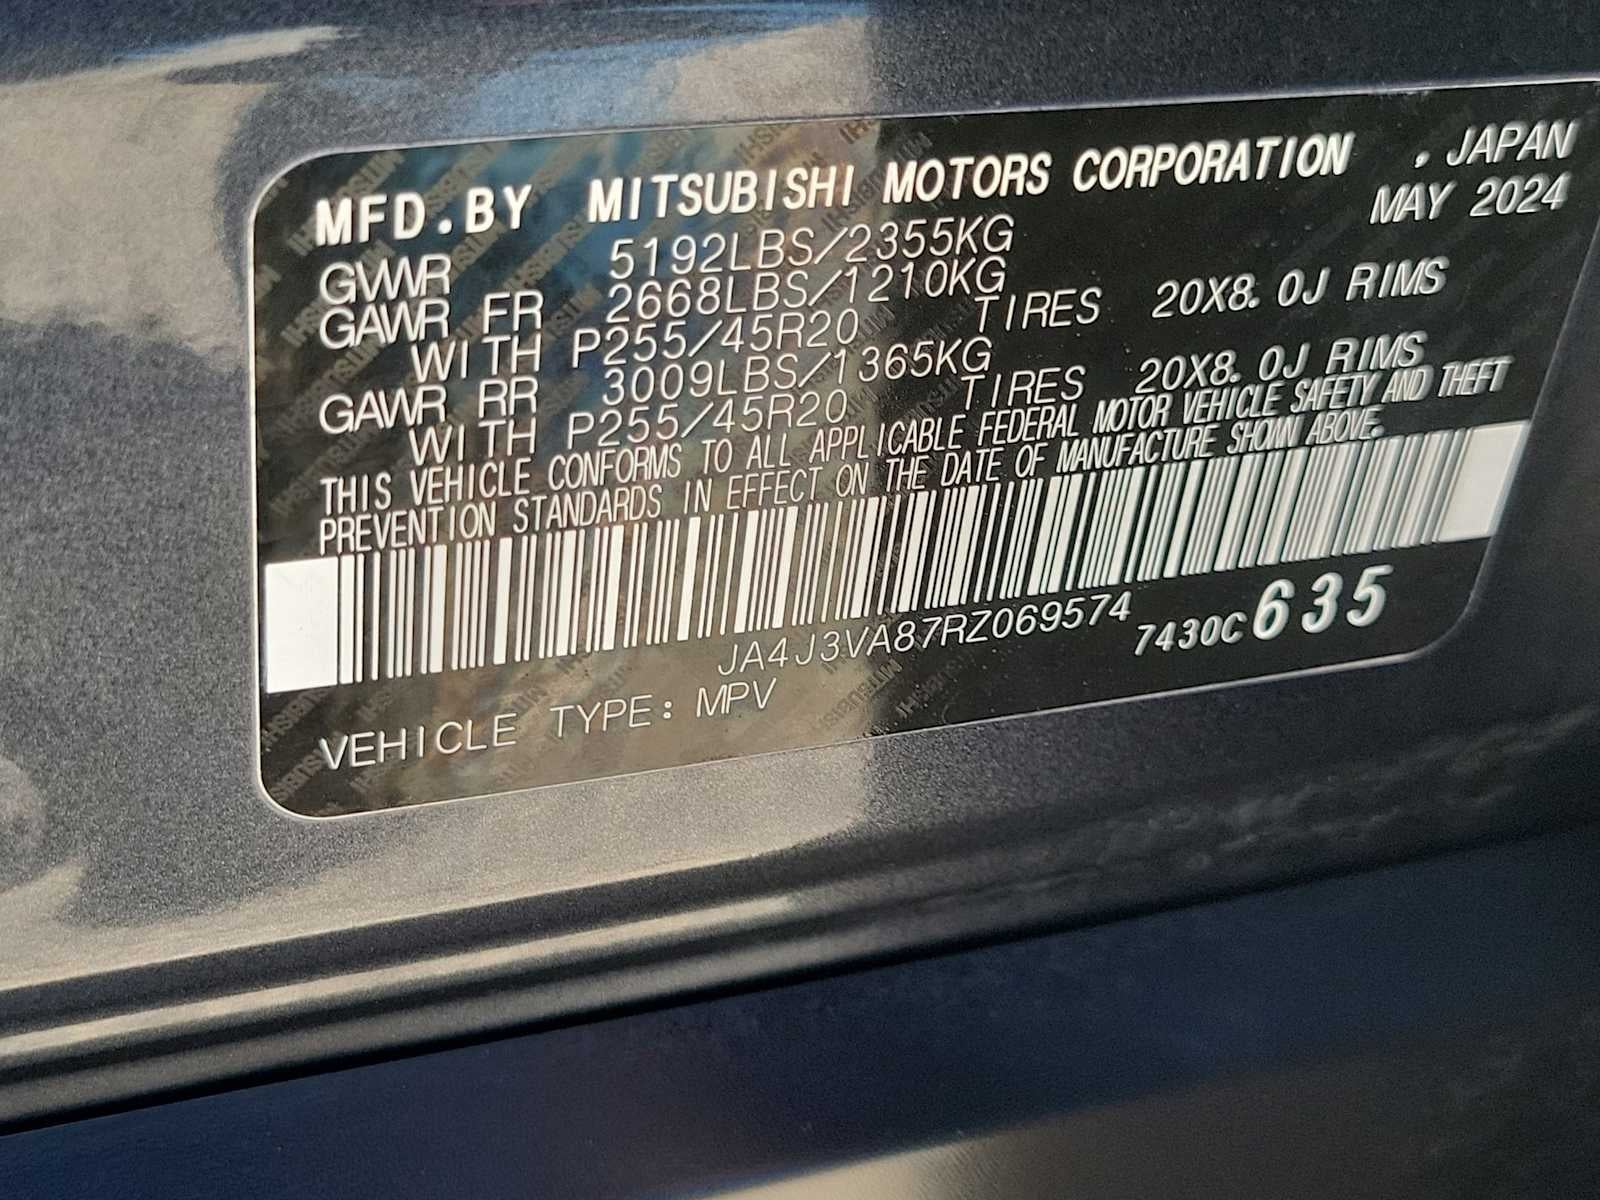 MFD.BY MITSUBISHI MOTORS CORPORATION , JAPAN
MAY 2024
GVWR 5192LBS/2355KG
GAWR FR 2668LBS/1210KG
WITH P255/45R20 TIRES 20X8.0J RIMS
GAWR RR 3009LBS/1365KG
WITH P255/45R20 TIRES 20X8.0J RIMS
THIS VEHICLE CONFORMS TO ALL APPLICABLE FEDERAL MOTOR VEHICLE SAFETY AND THEFT
PREVENTION STANDARDS IN EFFECT ON THE DATE OF MANUFACTURE SHOWN ABOVE.
JA4J3VA87RZ069574 7430C 635
VEHICLE TYPE: MPV